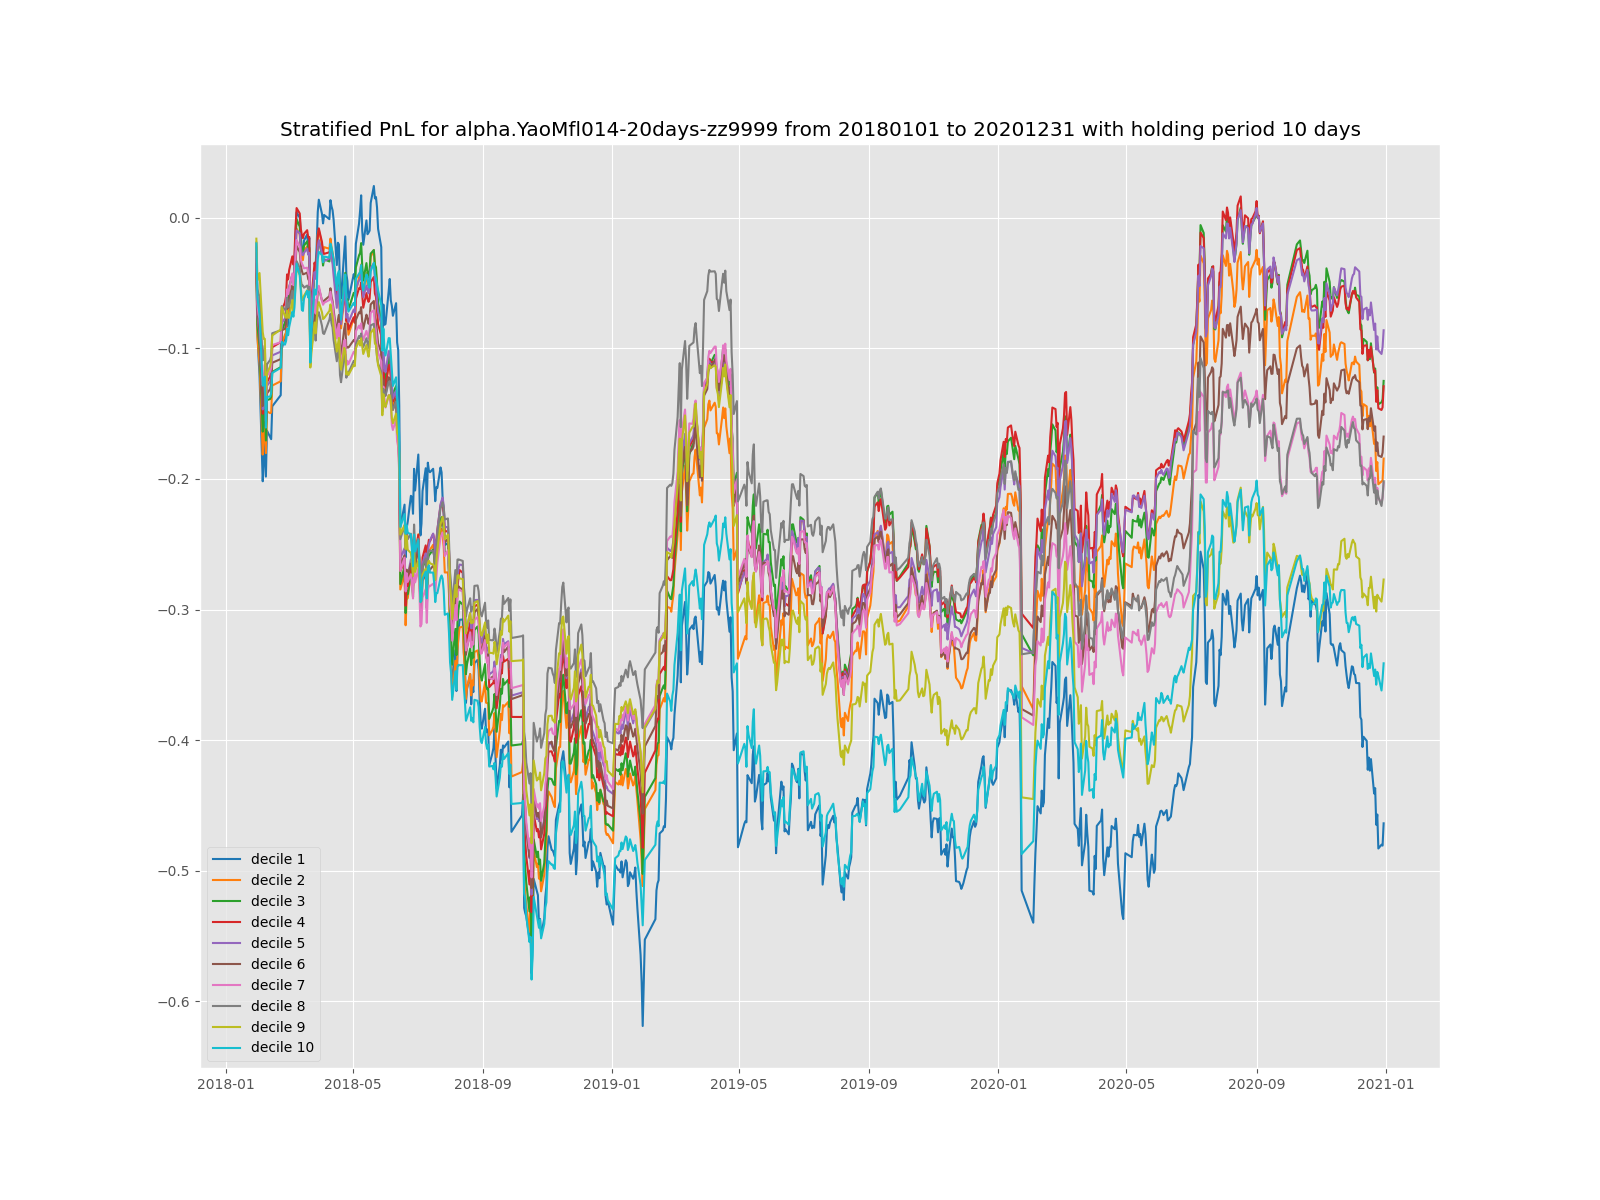 Stratified PnL for alpha.YaoMfl014-20days-zz9999 from 20180101 to 20201231 with holding period 10 days
0.0
−0.1
−0.2
−0.3
−0.4
−0.5
−0.6
decile 1
decile 2
decile 3
decile 4
decile 5
decile 6
decile 7
decile 8
decile 9
decile 10
2018-01 2018-05 2018-09 2019-01 2019-05 2019-09 2020-01 2020-05 2020-09 2021-01